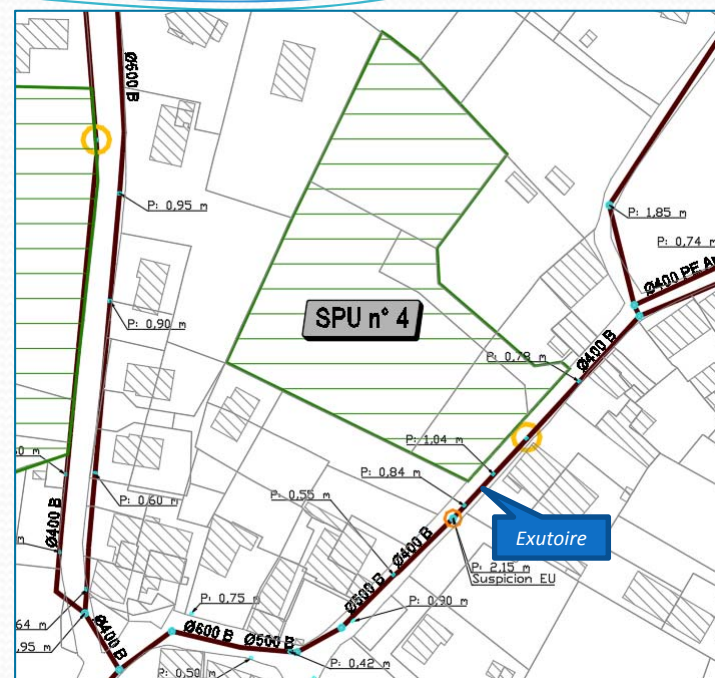 Ø500 B
P: 0,95 m
P: 1,85 m
P: 0,74 m
Ø400 PE
P: 0,90 m
SPU n° 4
P: 0,78 m
Ø400 B
P: 1,04 m
P: 0,84 m
P: 0,60 m
P: 0,55 m
Exutoire
Ø400 B
P: 2,15 m
Suspicion EU
Ø500 B
Ø400 B
P: 0,90 m
P: 0,75 m
Ø400 B
Ø600 B
Ø500 B
P: 0,42 m
P: 0,50 m